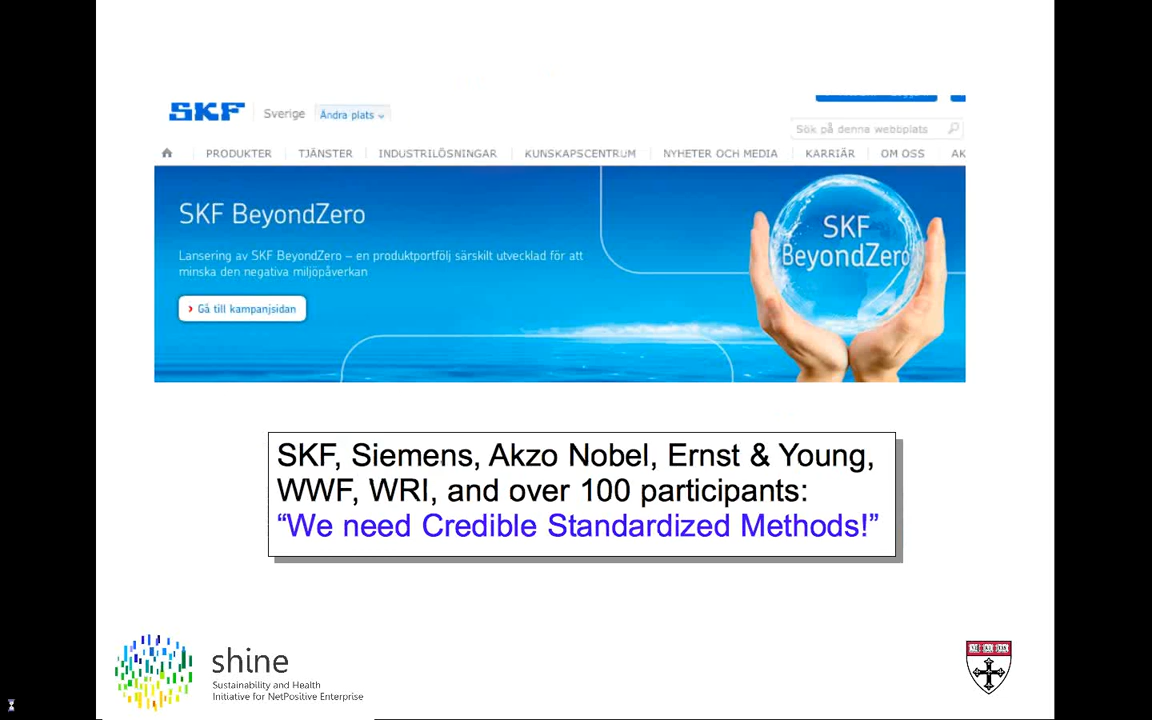 SKF
Sverige
Ändra plats
Sök på denna webbplats
PRODUKTER TJÄNSTER INDUSTRILÖSNINGAR KUNSKAPSCENTRUM NYHETER OCH MEDIA KARRIÄR OM OSS AK
SKF BeyondZero
Lansering av SKF BeyondZero – en produktportfölj särskilt utvecklad för att
minska den negativa miljöpåverkan
Gå till kampanjsidan
SKF
BeyondZero
SKF, Siemens, Akzo Nobel, Ernst & Young,
WWF, WRI, and over 100 participants:
“We need Credible Standardized Methods!”
shine
Sustainability and Health
Initiative for NetPositive Enterprise